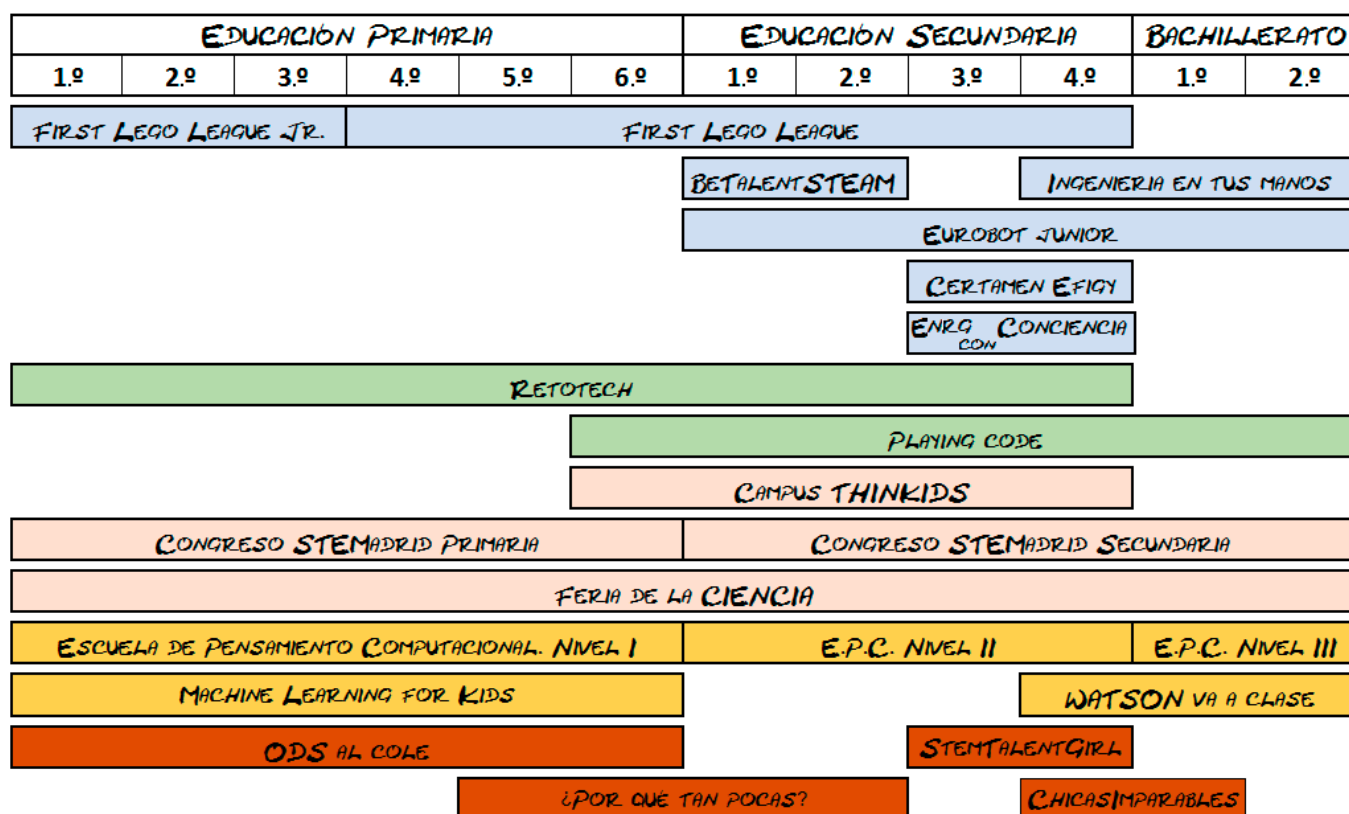 Educación Primaria Educación Secundaria Bachillerato
1.º 2.º 3.º 4.º 5.º 6.º 1.º 2.º 3.º 4.º 1.º 2.º
First Lego League Jr. First Lego League
BeTalentSTEAM Ingenieria en tus manos
Eurobot Junior
Certamen Efigy
Enrg con Conciencia
Retotech
Playing code
Campus THINKIDS
Congreso STEMadrid Primaria Congreso STEMadrid Secundaria
Feria de la CIENCIA
Escuela de Pensamiento Computacional. Nivel I E.P.C. Nivel II E.P.C. Nivel III
Machine Learning for Kids WATSON va a clase
ODS al cole StemTalentGirl
¿Por qué tan pocas? ChicasImparables